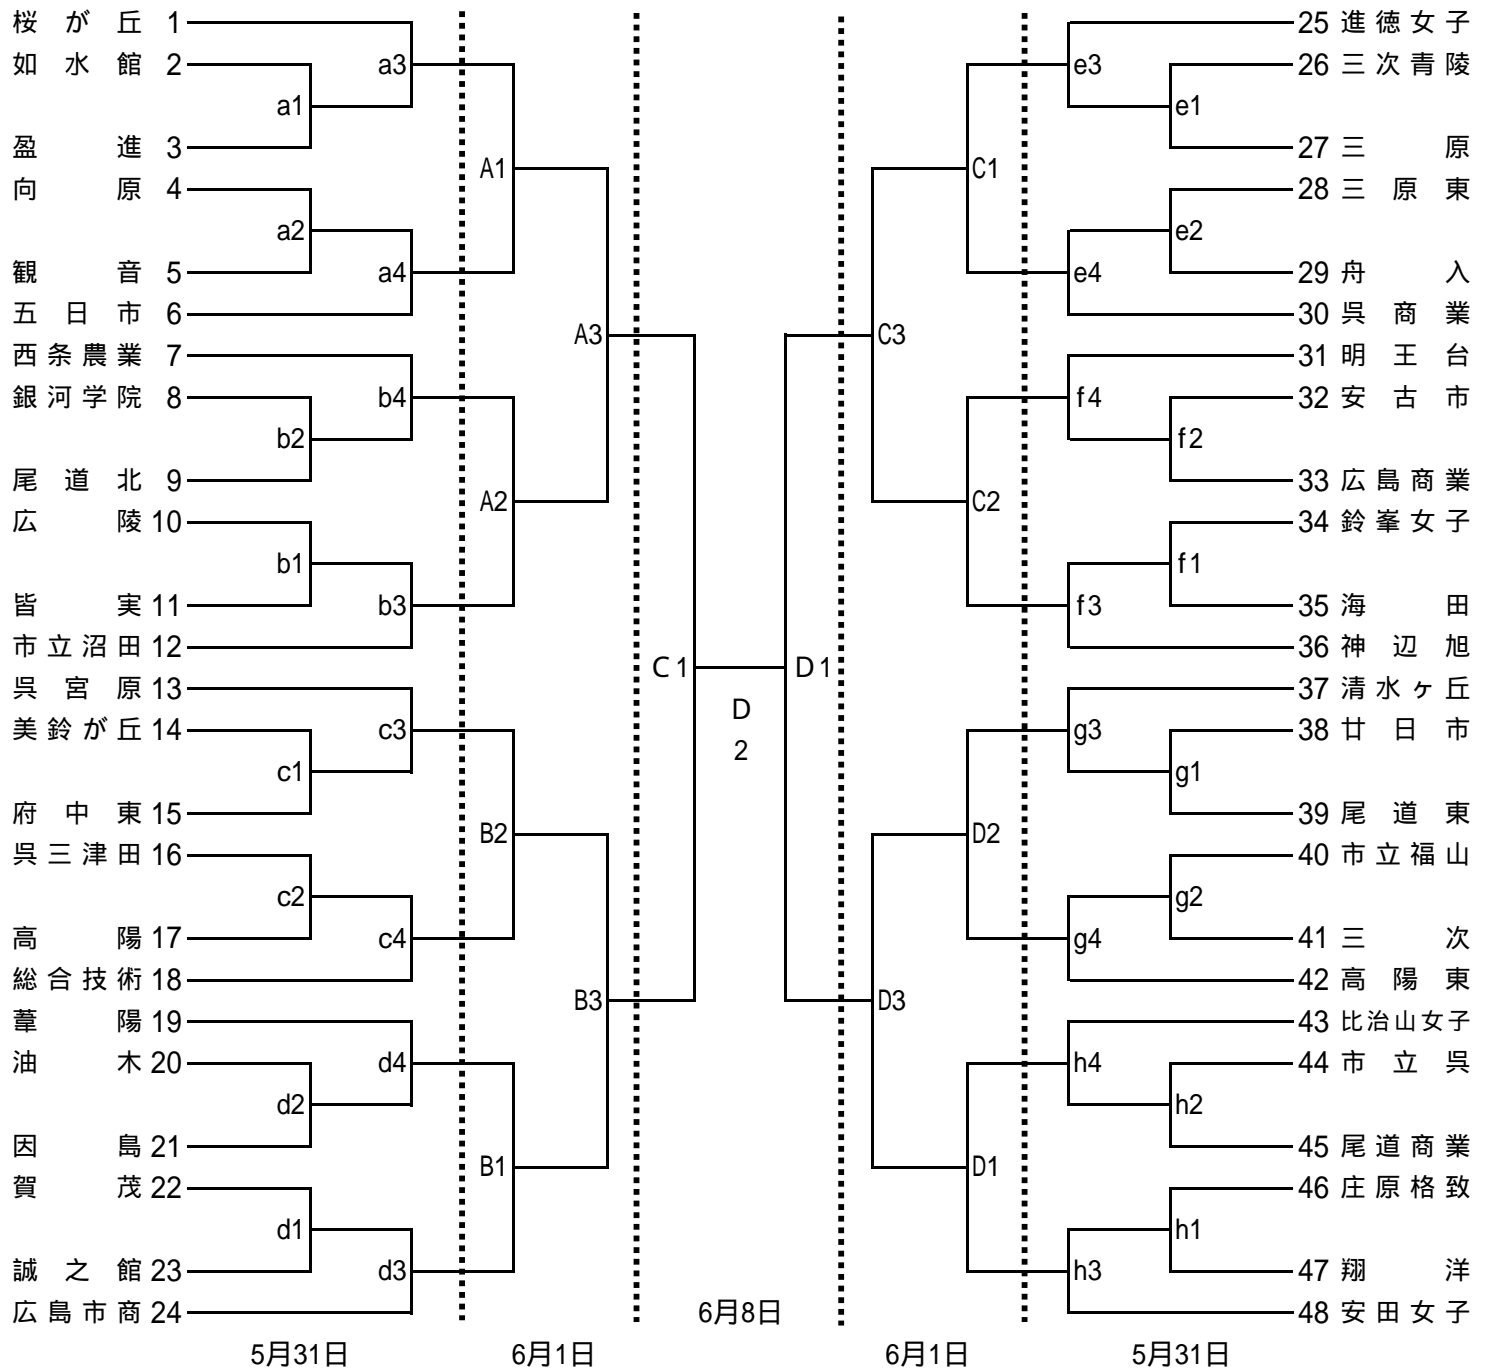 桜が丘 1
如水館 2
盈進 3
向原 4
観音 5
五日市 6
西条農業 7
銀河学院 8
尾道北 9
広陵 10
皆実 11
市立沼田 12
呉宮原 13
美鈴が丘 14
府中東 15
呉三津田 16
高陽 17
総合技術 18
葦陽 19
油木 20
因島 21
賀茂 22
誠之館 23
広島市商 24
a3
a1
a2
a4
b4
b2
b1
b3
c3
c1
c2
c4
d4
d2
d1
d3
A1
A2
B2
B1
A3
B3
C1
D
2
D1
C3
D3
C1
C2
D2
D1
e3
e1
e2
e4
f4
f2
f1
f3
g3
g1
g2
g4
h4
h2
h1
h3
25 進徳女子
26 三次青陵
27 三原
28 三原東
29 舟入
30 呉商業
31 明王台
32 安古市
33 広島商業
34 鈴峯女子
35 海田
36 神辺旭
37 清水ヶ丘
38 廿日市
39 尾道東
40 市立福山
41 三次
42 高陽東
43 比治山女子
44 市立呉
45 尾道商業
46 庄原格致
47 翔洋
48 安田女子
5月31日
6月1日
6月8日
6月1日
5月31日